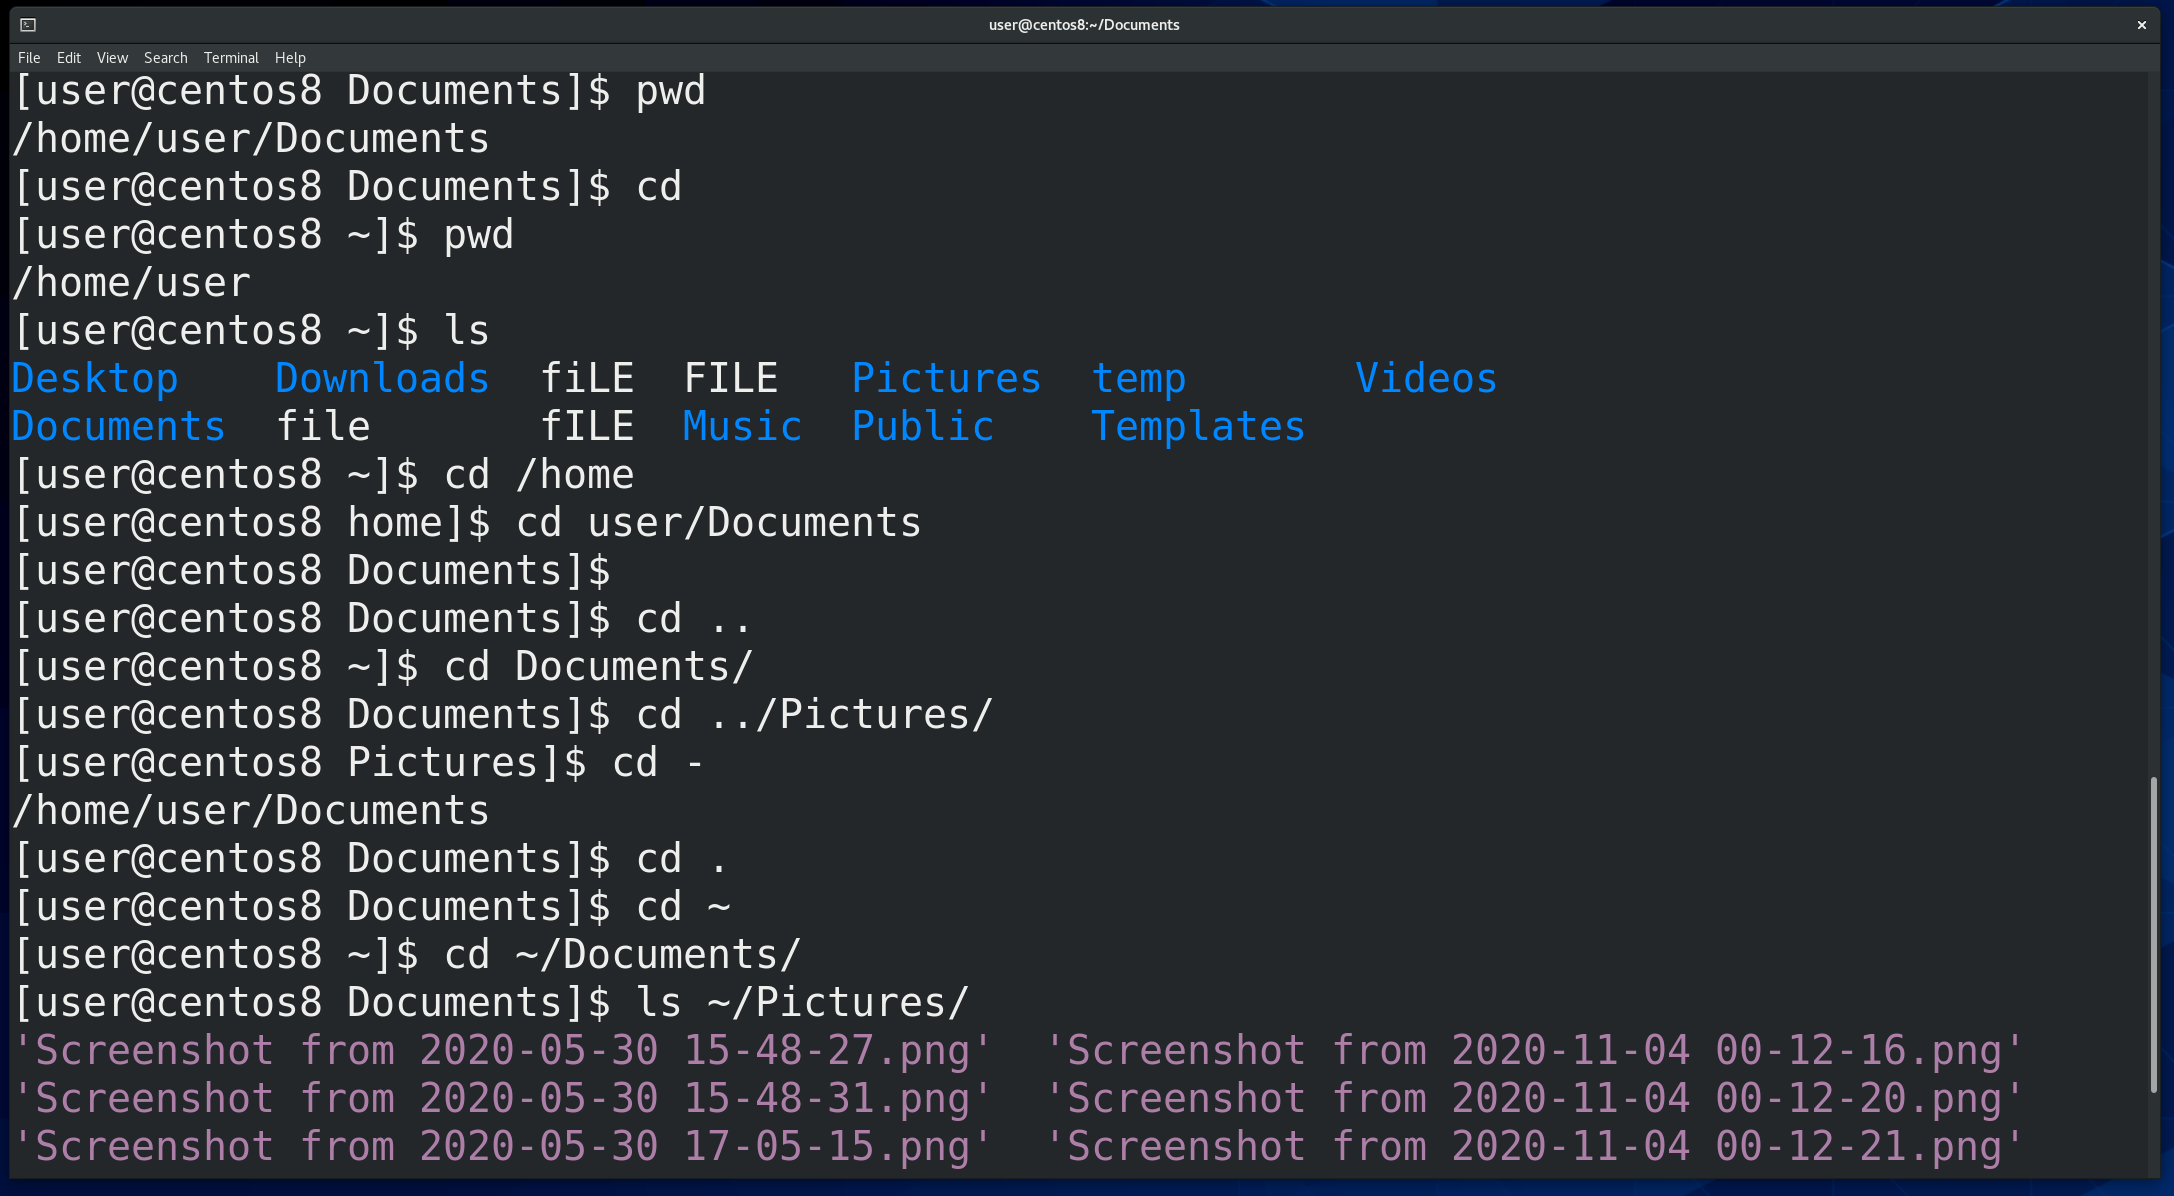 user@centos8:~/Documents
File Edit View Search Terminal Help
[user@centos8 Documents]$ pwd
/home/user/Documents
[user@centos8 Documents]$ cd
[user@centos8 ~]$ pwd
/home/user
[user@centos8 ~]$ ls
Desktop    Downloads  fiLE  FILE   Pictures  temp       Videos
Documents  file       fILE  Music  Public    Templates
[user@centos8 ~]$ cd /home
[user@centos8 home]$ cd user/Documents
[user@centos8 Documents]$
[user@centos8 Documents]$ cd ..
[user@centos8 ~]$ cd Documents/
[user@centos8 Documents]$ cd ../Pictures/
[user@centos8 Pictures]$ cd -
/home/user/Documents
[user@centos8 Documents]$ cd .
[user@centos8 Documents]$ cd ~
[user@centos8 ~]$ cd ~/Documents/
[user@centos8 Documents]$ ls ~/Pictures/
'Screenshot from 2020-05-30 15-48-27.png'  'Screenshot from 2020-11-04 00-12-16.png'
'Screenshot from 2020-05-30 15-48-31.png'  'Screenshot from 2020-11-04 00-12-20.png'
'Screenshot from 2020-05-30 17-05-15.png'  'Screenshot from 2020-11-04 00-12-21.png'